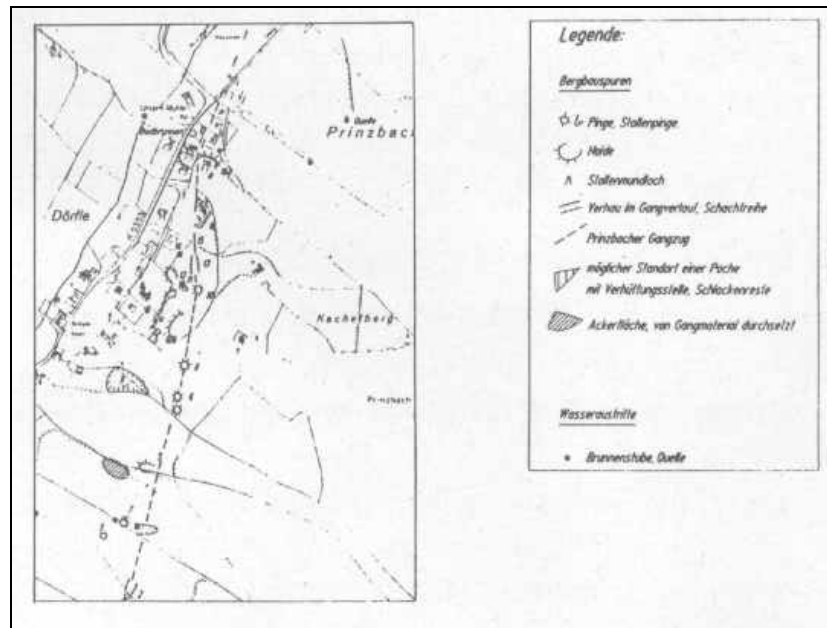 Quelle
Prinzbach
Dörfle
Kachelberg
Prinzbach
Legende:
Bergbauspuren
Pinge, Stollenpinge
Halde
Stollenmundloch
Verhau im Gangverlauf, Schachtreihe
Prinzbacher Gangzug
möglicher Standort einer Poche
mit Verhüttungsstelle, Schlackenreste
Ackerfläche, von Gangmaterial durchsetzt
Wasseraustritte
Brunnenstube, Quelle